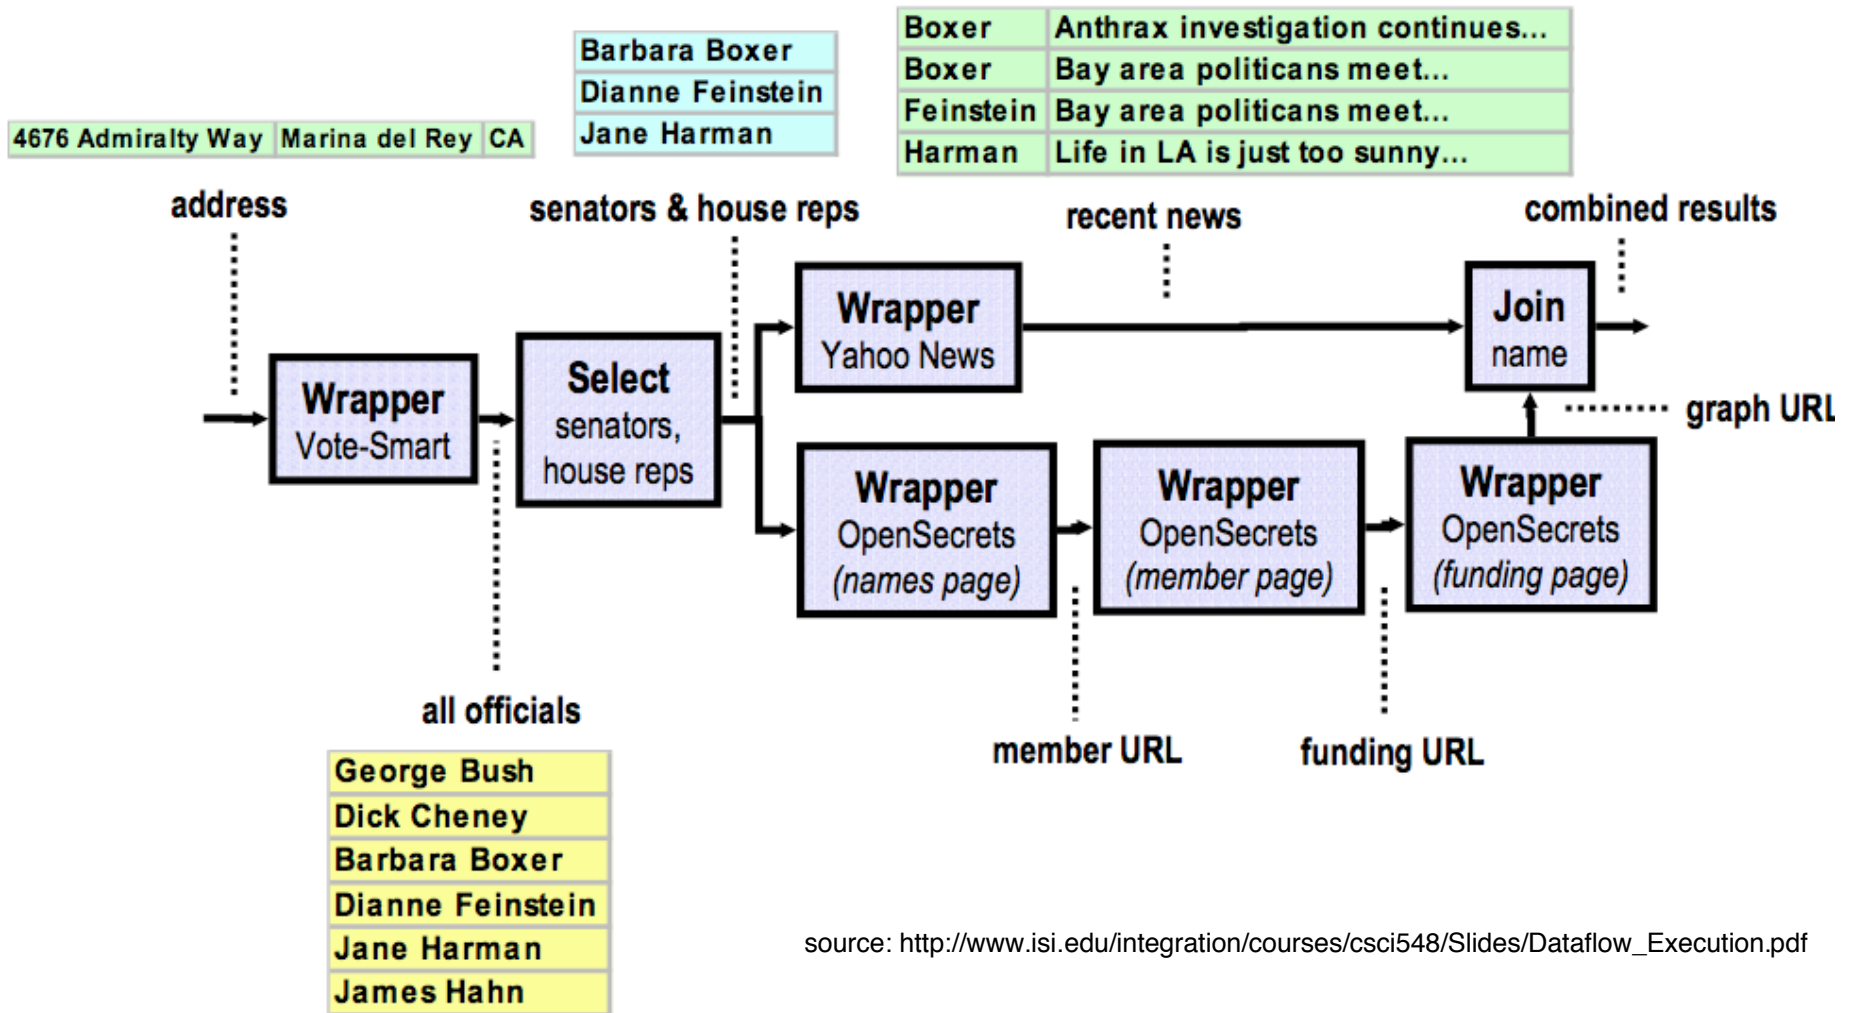 4676 Admiralty Way Marina del Rey CA
Barbara Boxer
Dianne Feinstein
Jane Harman
Boxer Anthrax investigation continues...
Boxer Bay area politicans meet...
Feinstein Bay area politicans meet...
Harman Life in LA is just too sunny...
address
senators & house reps
recent news
combined results
Wrapper
Vote-Smart
Select
senators,
house reps
Wrapper
Yahoo News
Join
name
graph URL
Wrapper
OpenSecrets
(names page)
Wrapper
OpenSecrets
(member page)
Wrapper
OpenSecrets
(funding page)
all officials
member URL
funding URL
George Bush
Dick Cheney
Barbara Boxer
Dianne Feinstein
Jane Harman
James Hahn
source: http://www.isi.edu/integration/courses/csci548/Slides/Dataflow_Execution.pdf